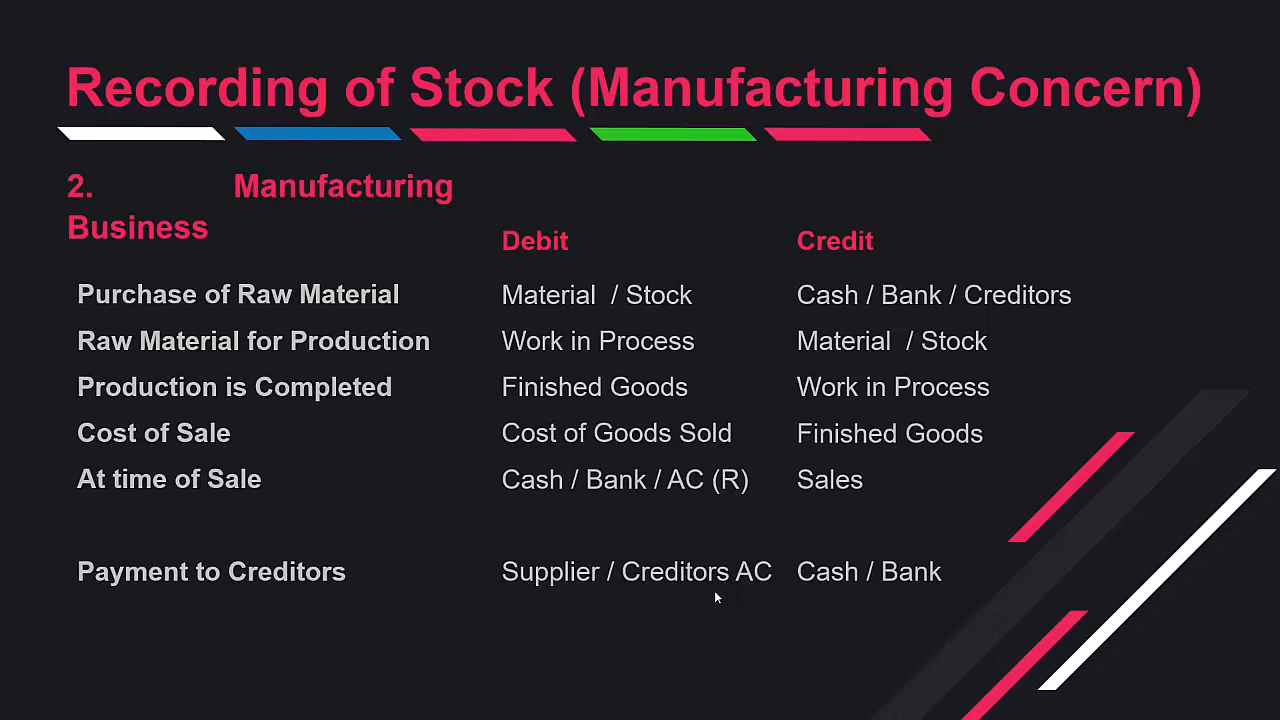 Recording of Stock (Manufacturing Concern)
2. Manufacturing
Business
Debit Credit
Purchase of Raw Material Material / Stock Cash / Bank / Creditors
Raw Material for Production Work in Process Material / Stock
Production is Completed Finished Goods Work in Process
Cost of Sale Cost of Goods Sold Finished Goods
At time of Sale Cash / Bank / AC (R) Sales
Payment to Creditors Supplier / Creditors AC Cash / Bank